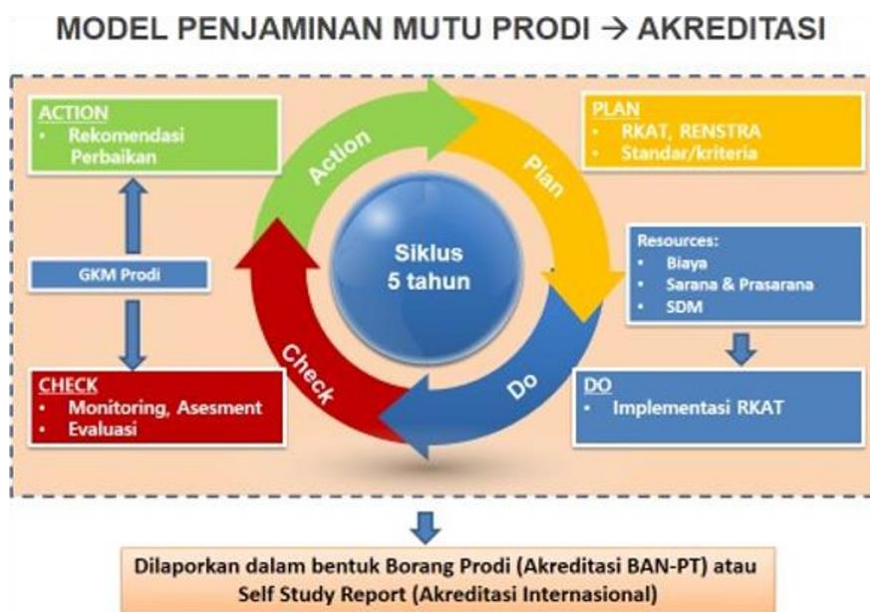 MODEL PENJAMINAN MUTU PRODI → AKREDITASI
ACTION
• Rekomendasi
Perbaikan
GKM Prodi
CHECK
• Monitoring, Asesment
• Evaluasi
Action
Plan
Do
Check
Siklus
5 tahun
PLAN
• RKAT, RENSTRA
• Standar/kriteria
Resources:
• Biaya
• Sarana & Prasarana
• SDM
DO
• Implementasi RKAT
Dilaporkan dalam bentuk Borang Prodi (Akreditasi BAN-PT) atau
Self Study Report (Akreditasi Internasional)